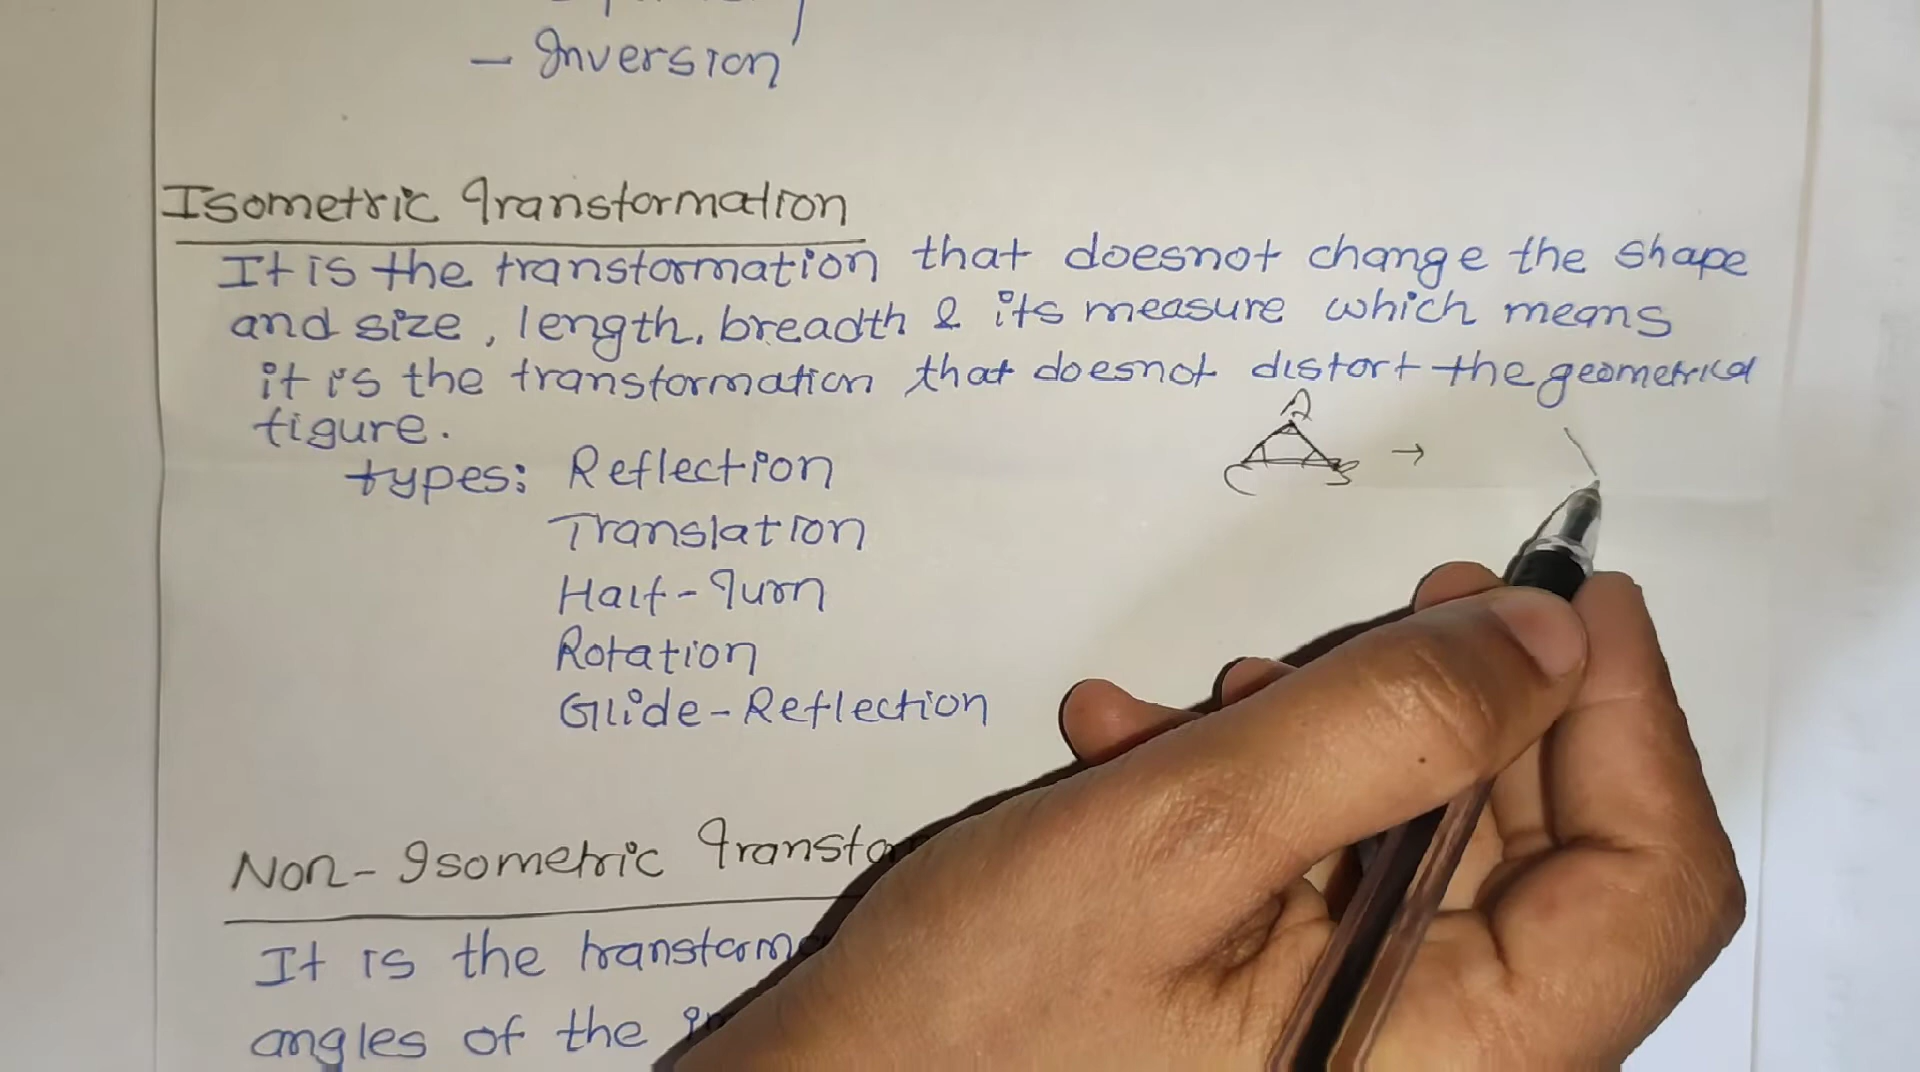 - Inversion
Isometric Transformation
It is the transformation that doesnot change the shape
and size, length, breadth & its measure which means
it is the transformation that doesnot distort the geometrical
figure.
A
C B →
types: Reflection
Translation
Half-Turn
Rotation
Glide-Reflection
Non-Isometric
It is the
angles of the